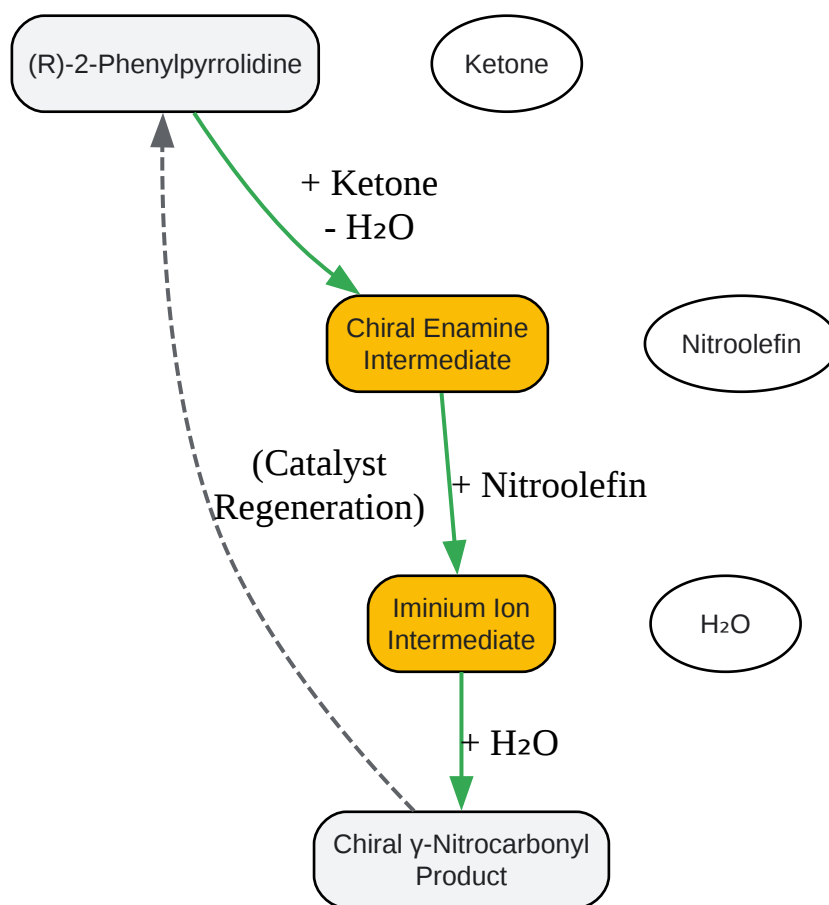 (R)-2-Phenylpyrrolidine
Ketone
+ Ketone
- H₂O
Chiral Enamine
Intermediate
Nitroolefin
(Catalyst
Regeneration)
+ Nitroolefin
Iminium Ion
Intermediate
H₂O
+ H₂O
Chiral γ-Nitrocarbonyl
Product